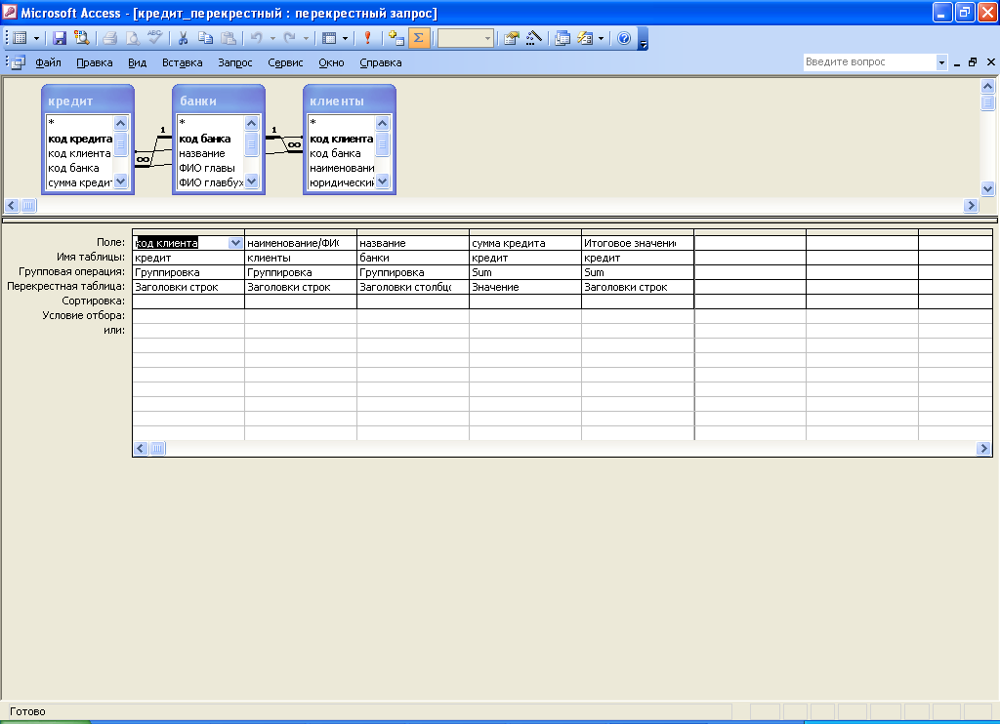 Microsoft Access - [кредит_перекрестный : перекрестный запрос]
Файл Правка Вид Вставка Запрос Сервис Окно Справка Введите вопрос
кредит банки клиенты
* * *
код кредита код банка код клиента
код клиента название код банка
код банка ФИО главы наименовани
сумма кредит ФИО главбух юридический
1 ∞ 1 ∞
Поле: код клиента наименование/ФИО название сумма кредита Итоговое значени
Имя таблицы: кредит клиенты банки кредит кредит
Групповая операция: Группировка Группировка Группировка Sum Sum
Перекрестная таблица: Заголовки строк Заголовки строк Заголовки столбцо Значение Заголовки строк
Сортировка:
Условие отбора:
или:
Готово